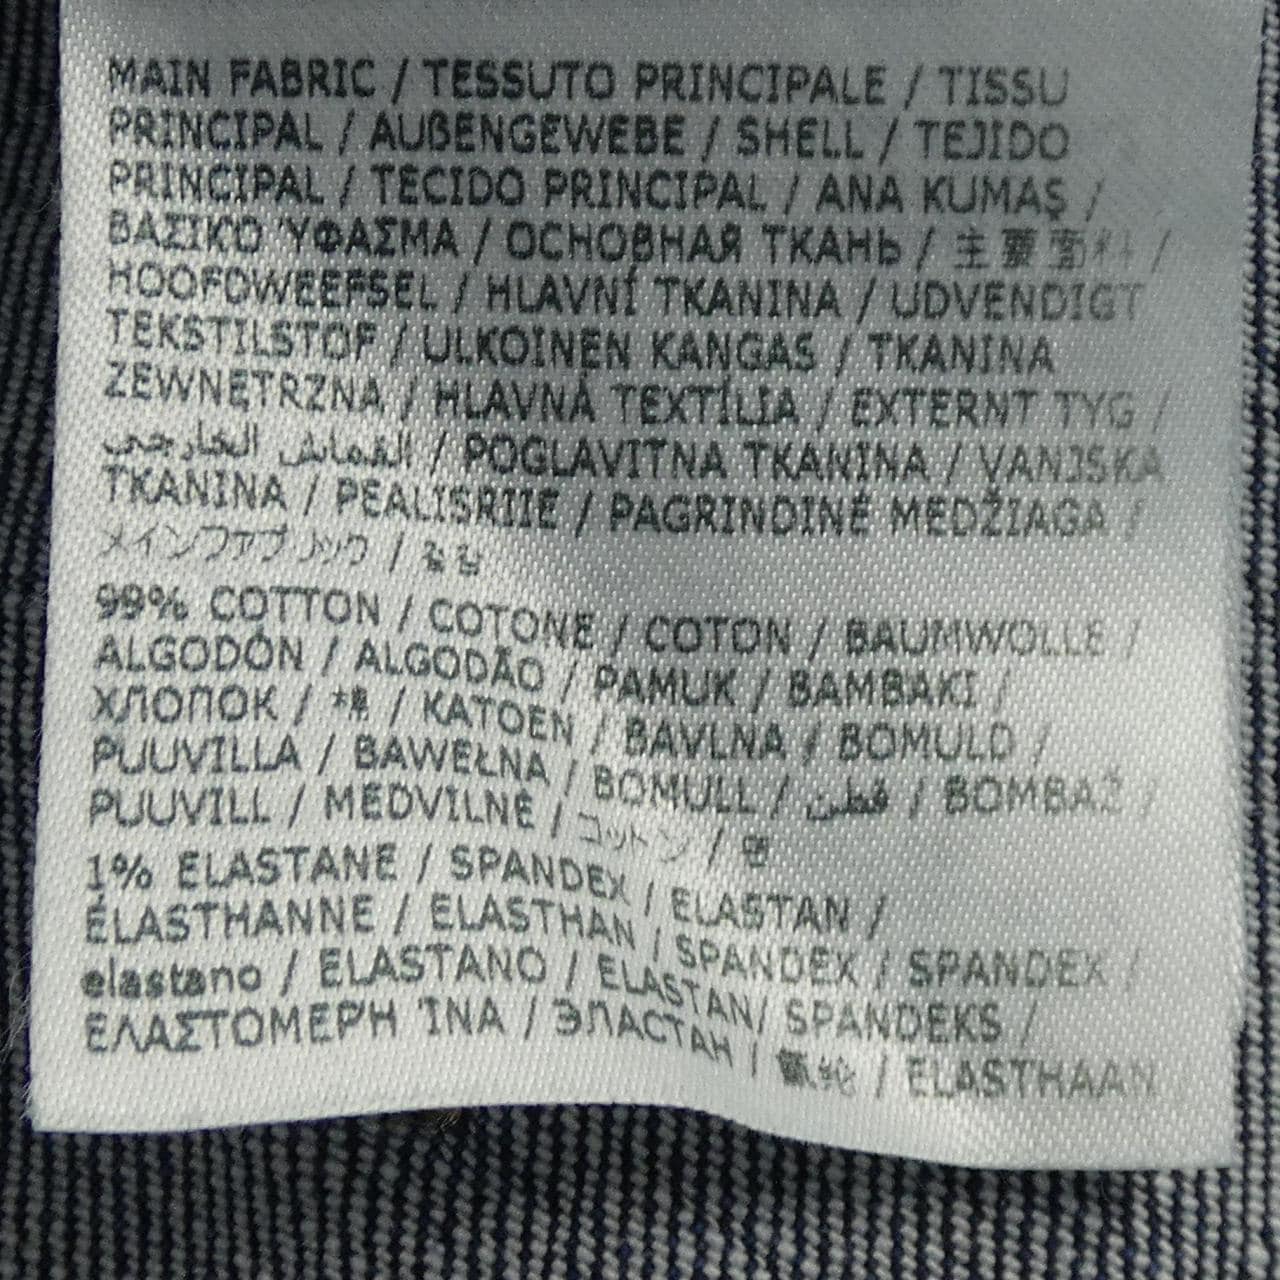 MAIN FABRIC / TESSUTO PRINCIPALE / TISSU
PRINCIPAL / AUßENGEWEBE / SHELL / TEJIDO
PRINCIPAL / TECIDO PRINCIPAL / ANA KUMAŞ /
ΒΑΣΙΚΟ ΎΦΑΣΜΑ / ОСНОВНАЯ ТКАНЬ / 主要面料 /
HOOFDWEEFSEL / HLAVNÍ TKANINA / UDVENDIGT
TEKSTILSTOF / ULKOINEN KANGAS / TKANINA
ZEWNĘTRZNA / HLAVNÁ TEXTÍLIA / EXTERNT TYG /
القماش الخارجي / POGLAVITNA TKANINA / VANJSKA
TKANINA / PEALISRIIE / PAGRINDINĖ MEDŽIAGA /
メインファブリック / 겉감
99% COTTON / COTONE / COTON / BAUMWOLLE /
ALGODÓN / ALGODÃO / PAMUK / BAMBAKI /
ХЛОПОК / 棉 / KATOEN / BAVLNA / BOMULD /
PUUVILLA / BAWEŁNA / BOMULL / قطن / BOMBAŽ /
PUUVILL / MEDVILNĖ / コットン / 면
1% ELASTANE / SPANDEX / ELASTAN /
ÉLASTHANNE / ELASTHAN / SPANDEX / SPANDEX /
elastano / ELASTANO / ELASTAN/ SPANDEKS /
ΕΛΑΣΤΟΜΕΡΉ ΊΝΑ / ЭЛАСТАН / 氨纶 / ELASTHAAN